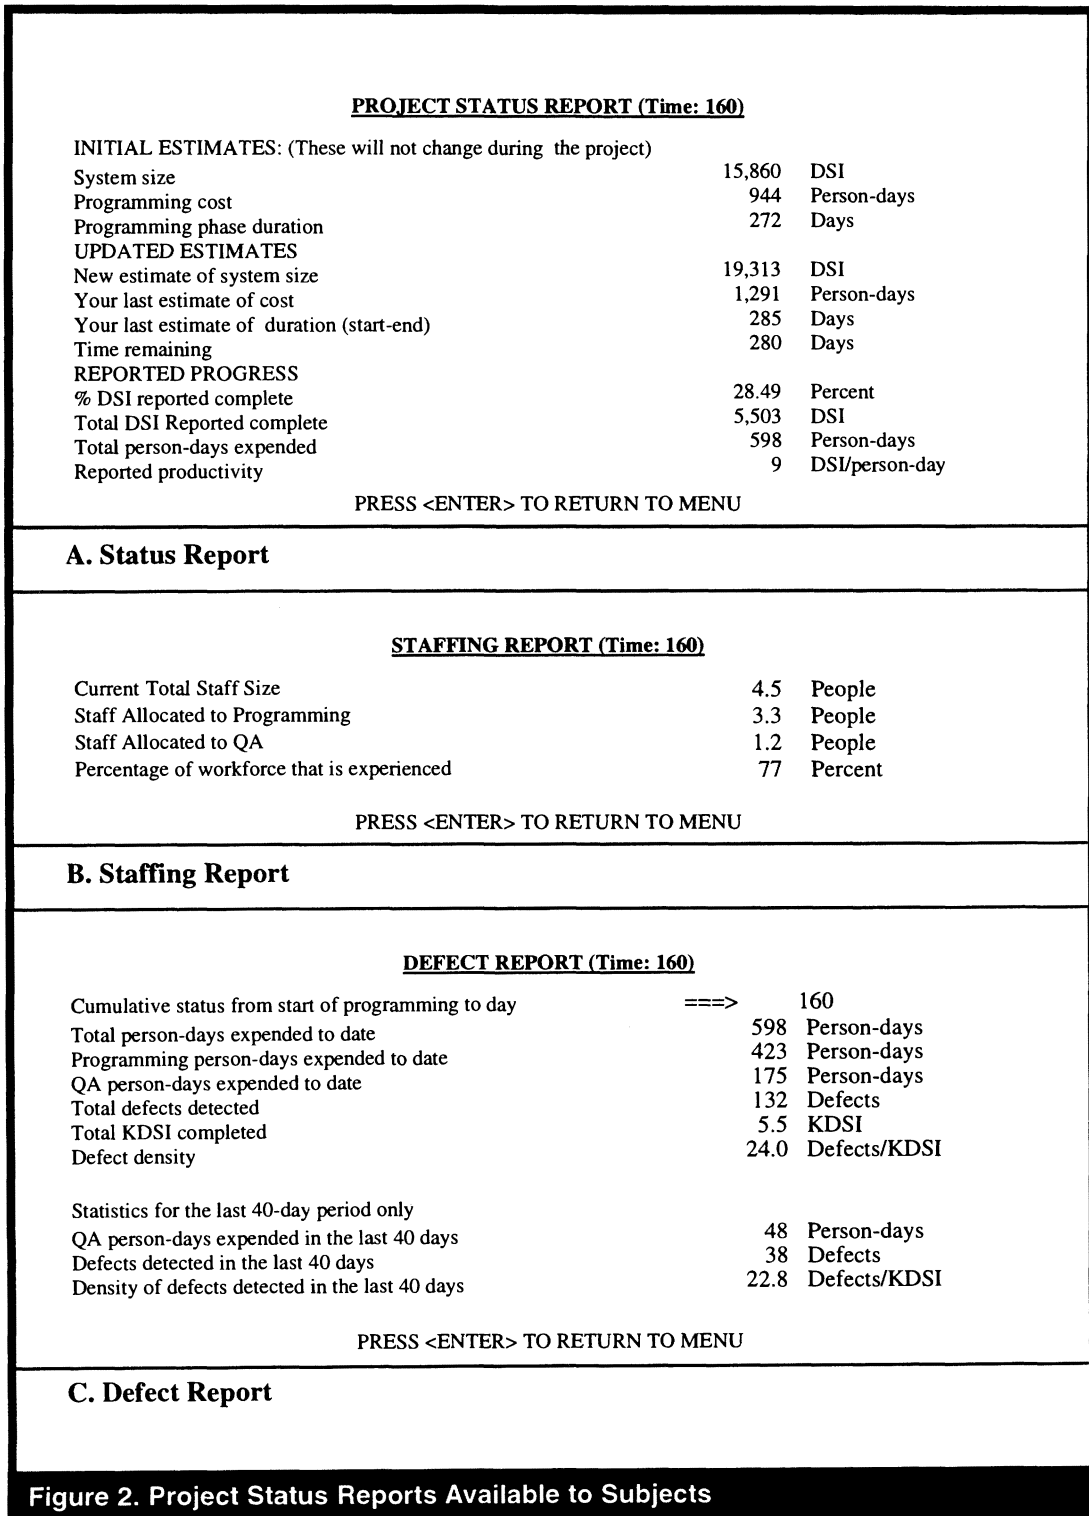 PROJECT STATUS REPORT (Time: 160)
INITIAL ESTIMATES: (These will not change during the project)
System size 15,860 DSI
Programming cost 944 Person-days
Programming phase duration 272 Days
UPDATED ESTIMATES
New estimate of system size 19,313 DSI
Your last estimate of cost 1,291 Person-days
Your last estimate of duration (start-end) 285 Days
Time remaining 280 Days
REPORTED PROGRESS
% DSI reported complete 28.49 Percent
Total DSI Reported complete 5,503 DSI
Total person-days expended 598 Person-days
Reported productivity 9 DSI/person-day
PRESS <ENTER> TO RETURN TO MENU
A. Status Report
STAFFING REPORT (Time: 160)
Current Total Staff Size 4.5 People
Staff Allocated to Programming 3.3 People
Staff Allocated to QA 1.2 People
Percentage of workforce that is experienced 77 Percent
PRESS <ENTER> TO RETURN TO MENU
B. Staffing Report
DEFECT REPORT (Time: 160)
Cumulative status from start of programming to day ===> 160
Total person-days expended to date 598 Person-days
Programming person-days expended to date 423 Person-days
QA person-days expended to date 175 Person-days
Total defects detected 132 Defects
Total KDSI completed 5.5 KDSI
Defect density 24.0 Defects/KDSI
Statistics for the last 40-day period only
QA person-days expended in the last 40 days 48 Person-days
Defects detected in the last 40 days 38 Defects
Density of defects detected in the last 40 days 22.8 Defects/KDSI
PRESS <ENTER> TO RETURN TO MENU
C. Defect Report
Figure 2. Project Status Reports Available to Subjects